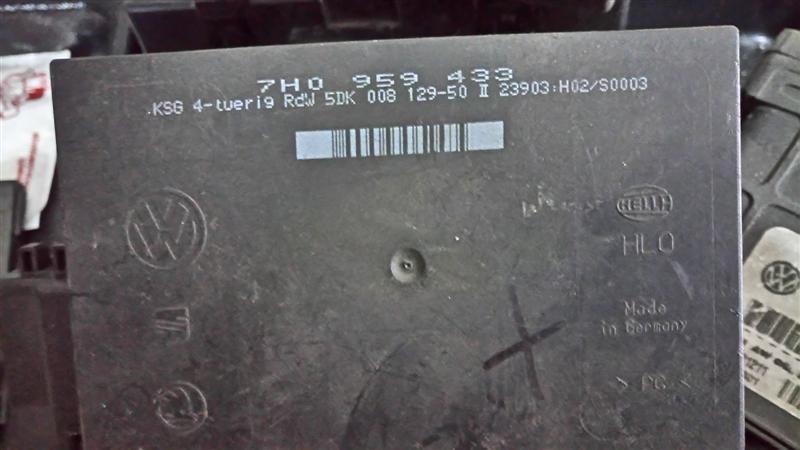 7H0 959 433
KSG 4-tuerig RdW 5DK 008 129-50 II 23903:H02/S0003
HELLA
HLO
Made
in Germany
> PC <